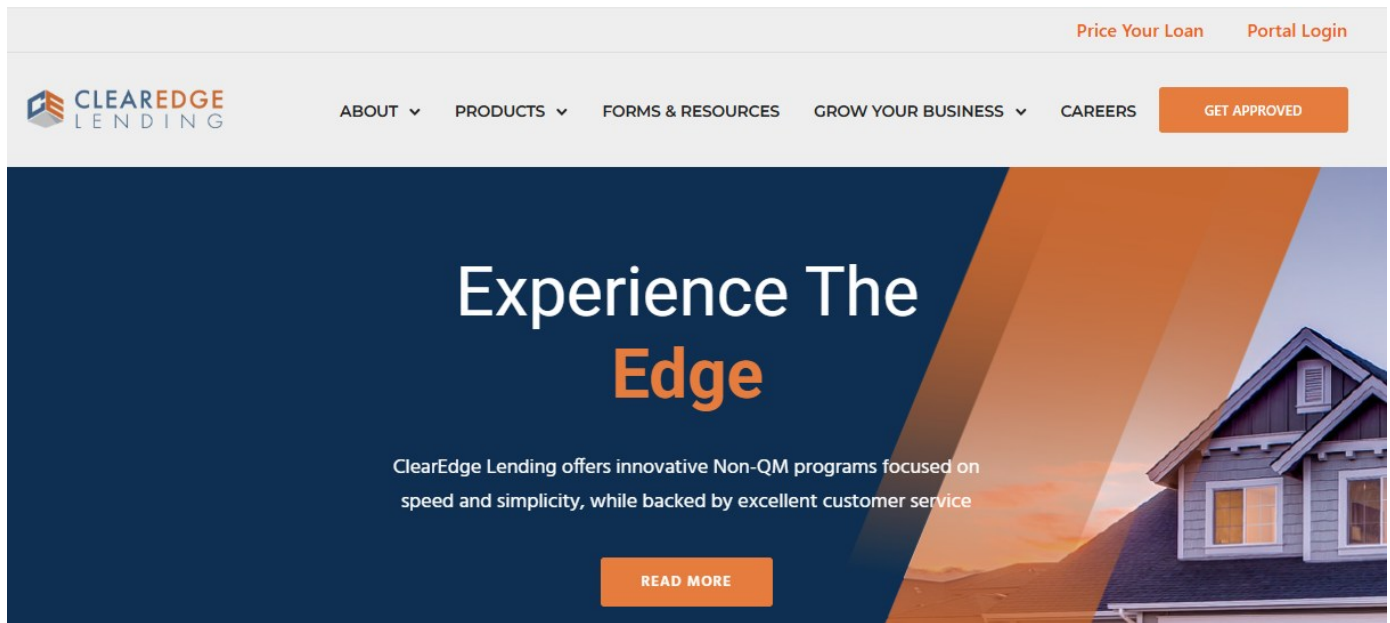 Price Your Loan Portal Login
CLEAREDGE
LENDING
ABOUT PRODUCTS FORMS & RESOURCES GROW YOUR BUSINESS CAREERS GET APPROVED
Experience The
Edge
ClearEdge Lending offers innovative Non-QM programs focused on
speed and simplicity, while backed by excellent customer service
READ MORE